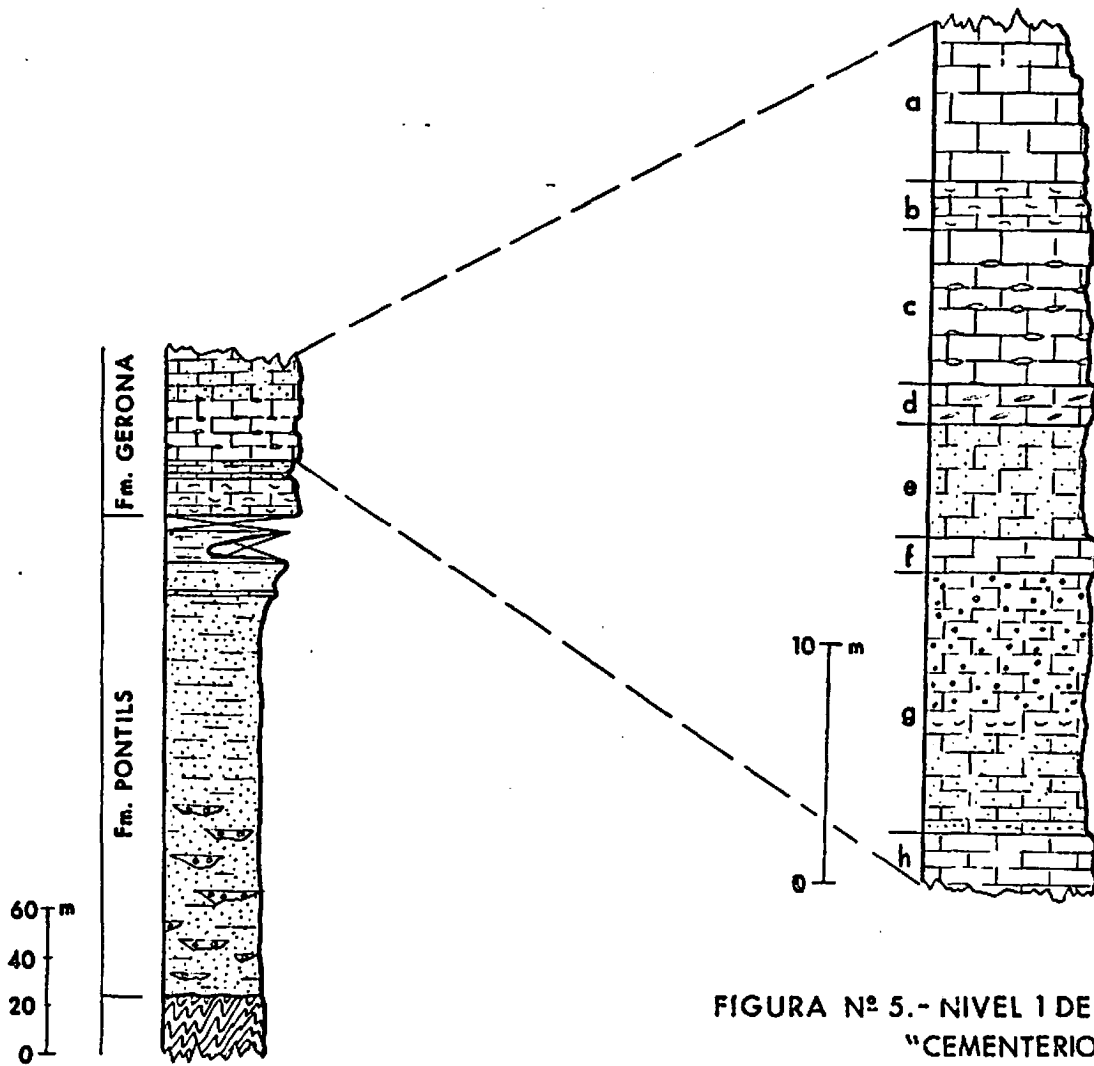 Fm. GERONA
Fm. PONTILS
60 m
40
20
0
a
b
c
d
e
f
g
h
10 m
0
FIGURA Nº 5.- NIVEL 1 DE
"CEMENTERIO